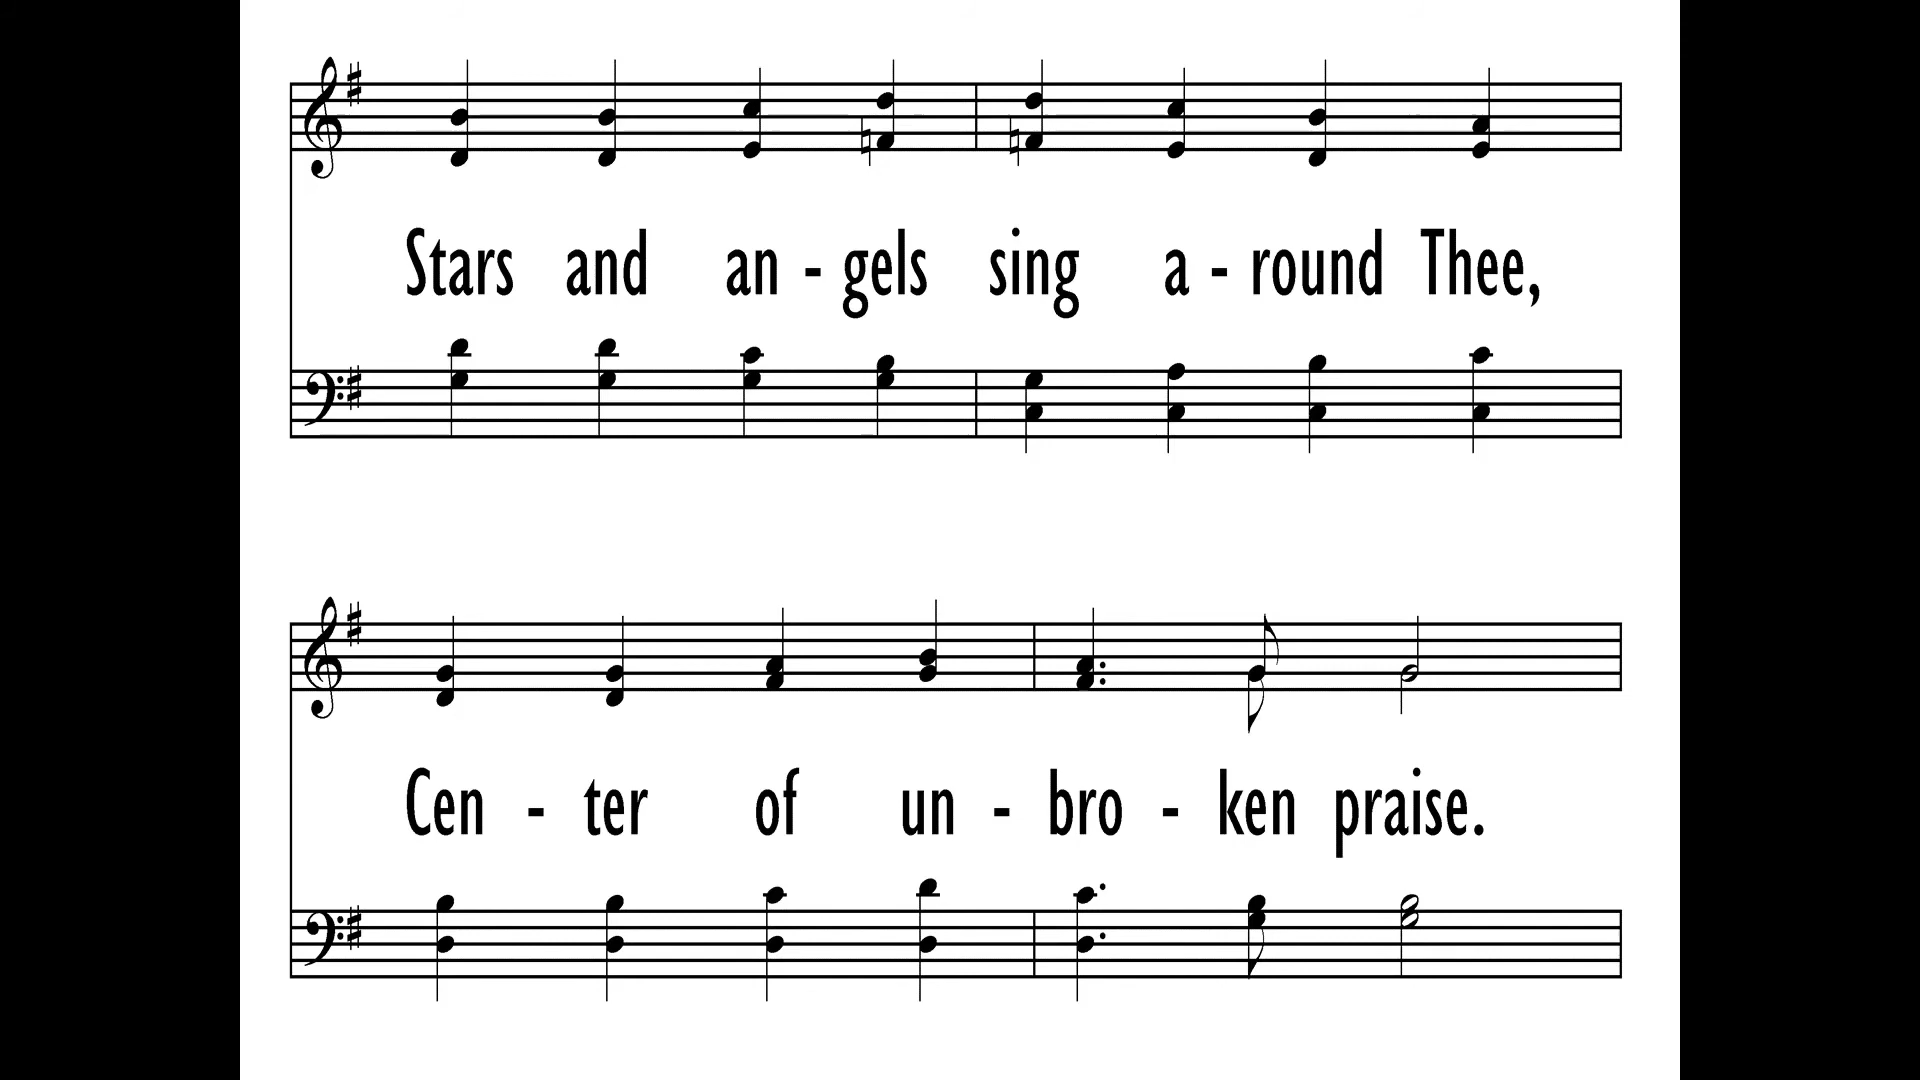 Stars and an - gels sing a - round Thee,
Cen - ter of un - bro - ken praise.